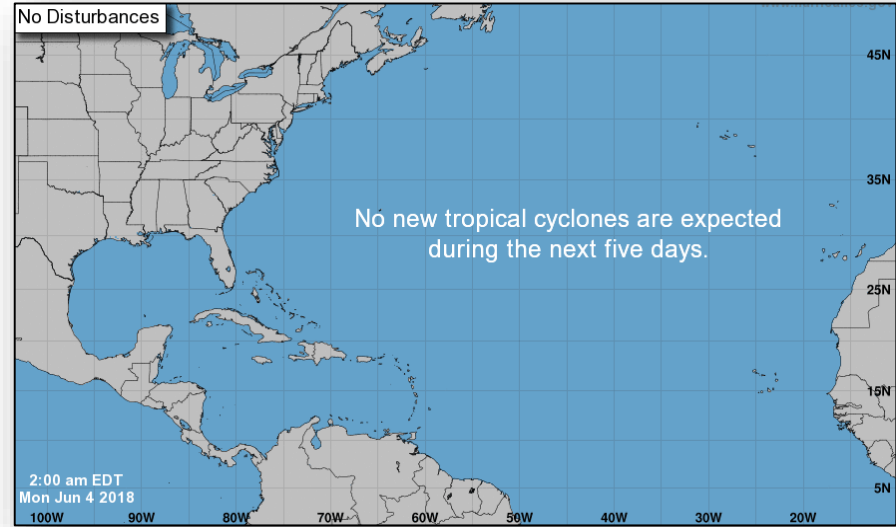 No Disturbances
45N
35N
No new tropical cyclones are expected
during the next five days.
25N
15N
2:00 am EDT
Mon Jun 4 2018
5N
100W 90W 80W 70W 60W 50W 40W 30W 20W